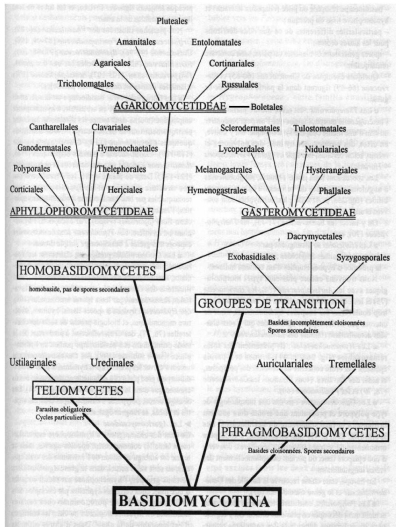 Pluteales
Amanitales Entolomatales
Agaricales Cortinariales
Tricholomatales Russulales
AGARICOMYCETIDEAE Boletales
Cantharellales Clavariales
Ganodermatales Hymenochaetales
Polyporales Thelephorales
Corticiales Hericiales
APHYLLOPHOROMYCETIDEAE
Sclerodermatales Tulostomatales
Lycoperdales Nidulariales
Melanogastrales Hysterangiales
Hymenogastrales Phallales
GASTEROMYCETIDEAE
Dacrymycetales
Exobasidiales Syzygosporales
HOMOBASIDIOMYCETES
homobaside, pas de spores secondaires
GROUPES DE TRANSITION
Basides incomplètement cloisonnées
Spores secondaires
Ustilaginales Uredinales
TELIOMYCETES
Parasites obligatoires
Cycles particuliers
Auriculariales Tremellales
PHRAGMOBASIDIOMYCETES
Basides cloisonnées. Spores secondaires
BASIDIOMYCOTINA